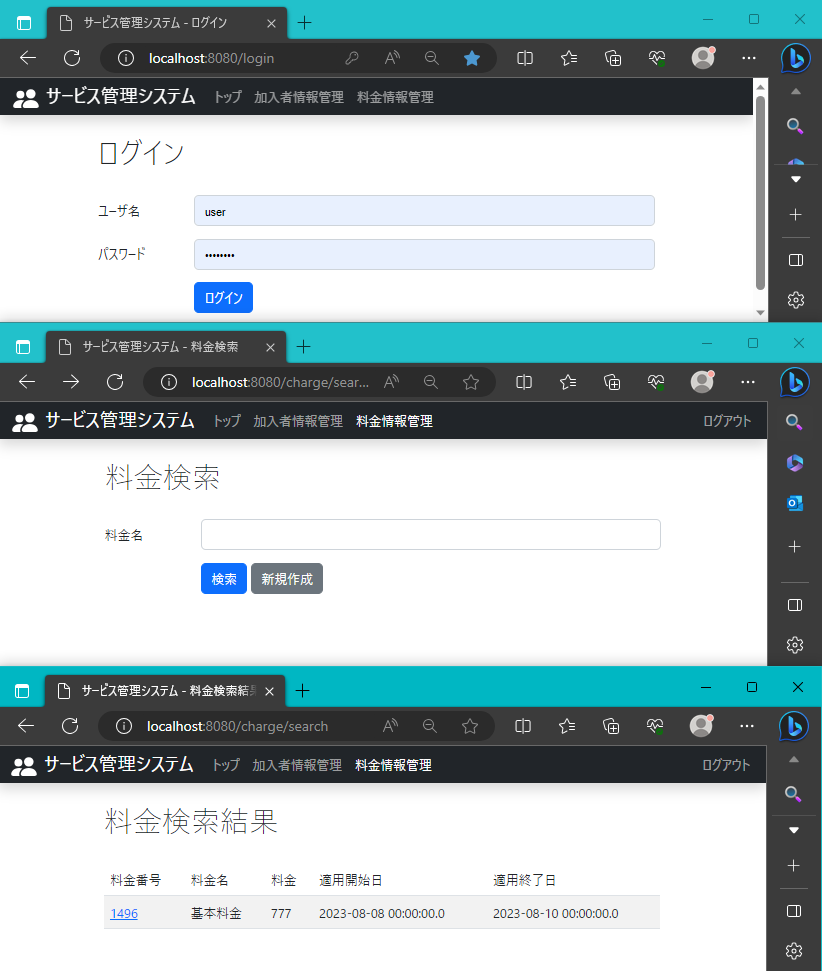 サービス管理システム - ログイン
localhost:8080/login
サービス管理システム トップ 加入者情報管理 料金情報管理
ログイン
ユーザ名 user
パスワード ••••••••
ログイン
サービス管理システム - 料金検索
localhost:8080/charge/sear...
サービス管理システム トップ 加入者情報管理 料金情報管理 ログアウト
料金検索
料金名
検索 新規作成
サービス管理システム - 料金検索結果
localhost:8080/charge/search
サービス管理システム トップ 加入者情報管理 料金情報管理 ログアウト
料金検索結果
料金番号 料金名 料金 適用開始日 適用終了日
1496 基本料金 777 2023-08-08 00:00:00.0 2023-08-10 00:00:00.0